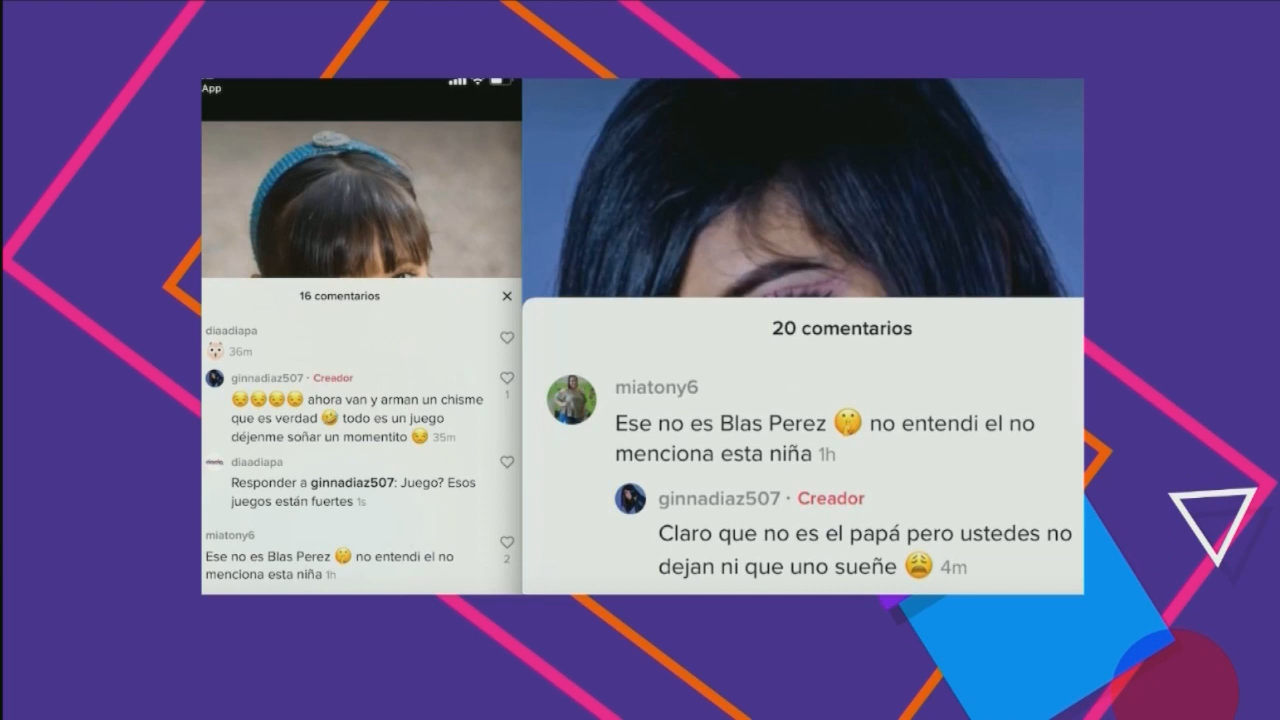 App
16 comentarios
diaadiapa
36m
ginnadiaz507 · Creador
😒😒😒😒 ahora van y arman un chisme
que es verdad 🤣 todo es un juego
déjenme soñar un momentito 😒 35m
1
diaadiapa
Responder a ginnadiaz507: Juego? Esos
juegos están fuertes 1s
miatony6
Ese no es Blas Perez 🤫 no entendi el no
menciona esta niña 1h
2
20 comentarios
miatony6
Ese no es Blas Perez 🤫 no entendi el no
menciona esta niña 1h
ginnadiaz507 · Creador
Claro que no es el papá pero ustedes no
dejan ni que uno sueñe 😩 4m